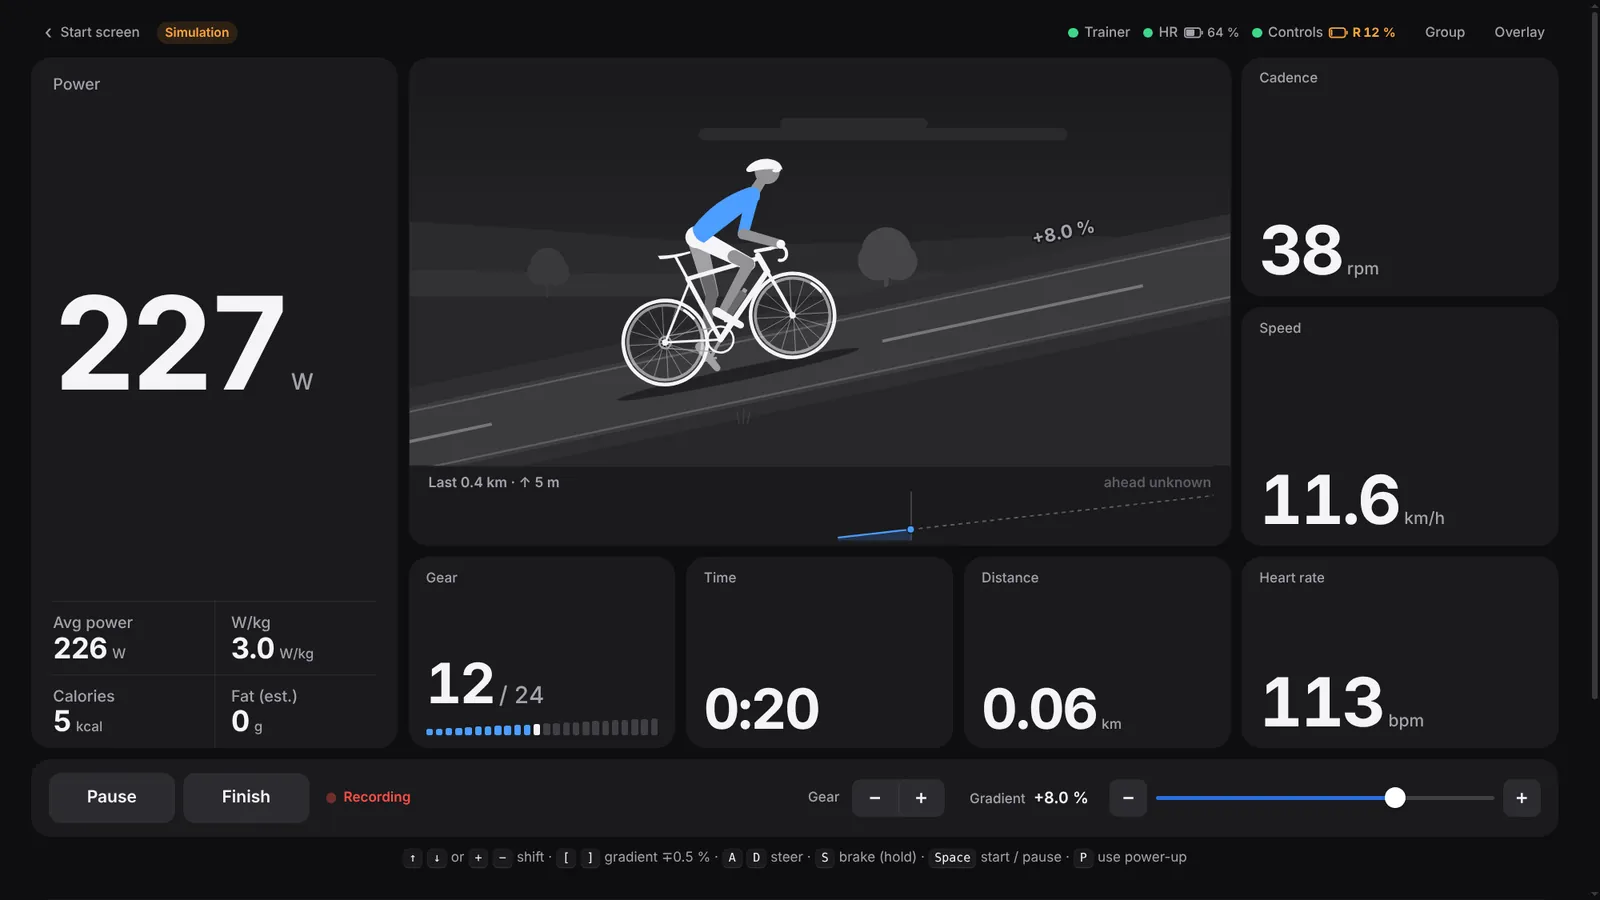 Start screen
Simulation
Trainer
HR 64 %
Controls R 12 %
Group
Overlay
Power
227 W
Avg power
226 W
W/kg
3.0 W/kg
Calories
5 kcal
Fat (est.)
0 g
+8.0 %
Last 0.4 km · ↑ 5 m
ahead unknown
Cadence
38 rpm
Speed
11.6 km/h
Gear
12 / 24
Time
0:20
Distance
0.06 km
Heart rate
113 bpm
Pause
Finish
Recording
Gear − +
Gradient +8.0 % − +
↑ ↓ or + − shift · [ ] gradient ∓0.5 % · A D steer · S brake (hold) · Space start / pause · P use power-up